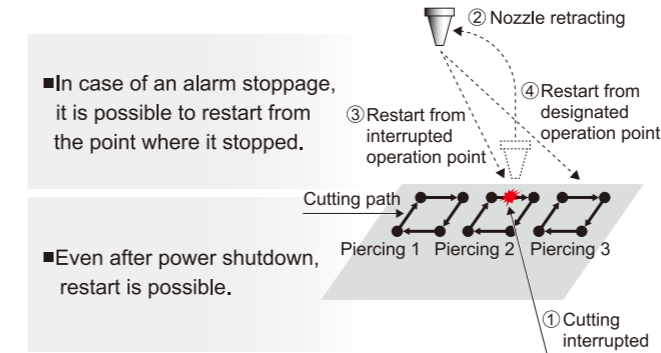 ②Nozzle retracting
■In case of an alarm stoppage,
it is possible to restart from
the point where it stopped.
③Restart from
interrupted
operation point
④Restart from
designated
operation point
Cutting path
Piercing 1 Piercing 2 Piercing 3
■Even after power shutdown,
restart is possible.
①Cutting
interrupted